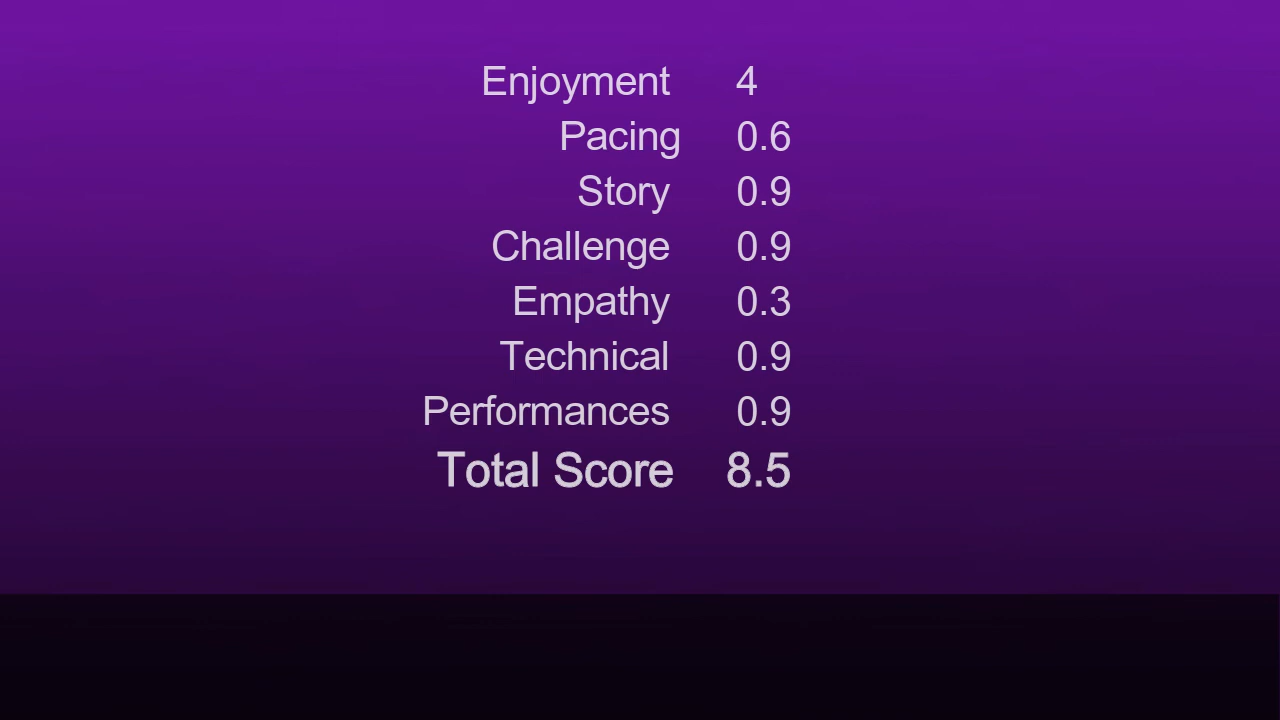 Enjoyment 4
Pacing 0.6
Story 0.9
Challenge 0.9
Empathy 0.3
Technical 0.9
Performances 0.9
Total Score 8.5